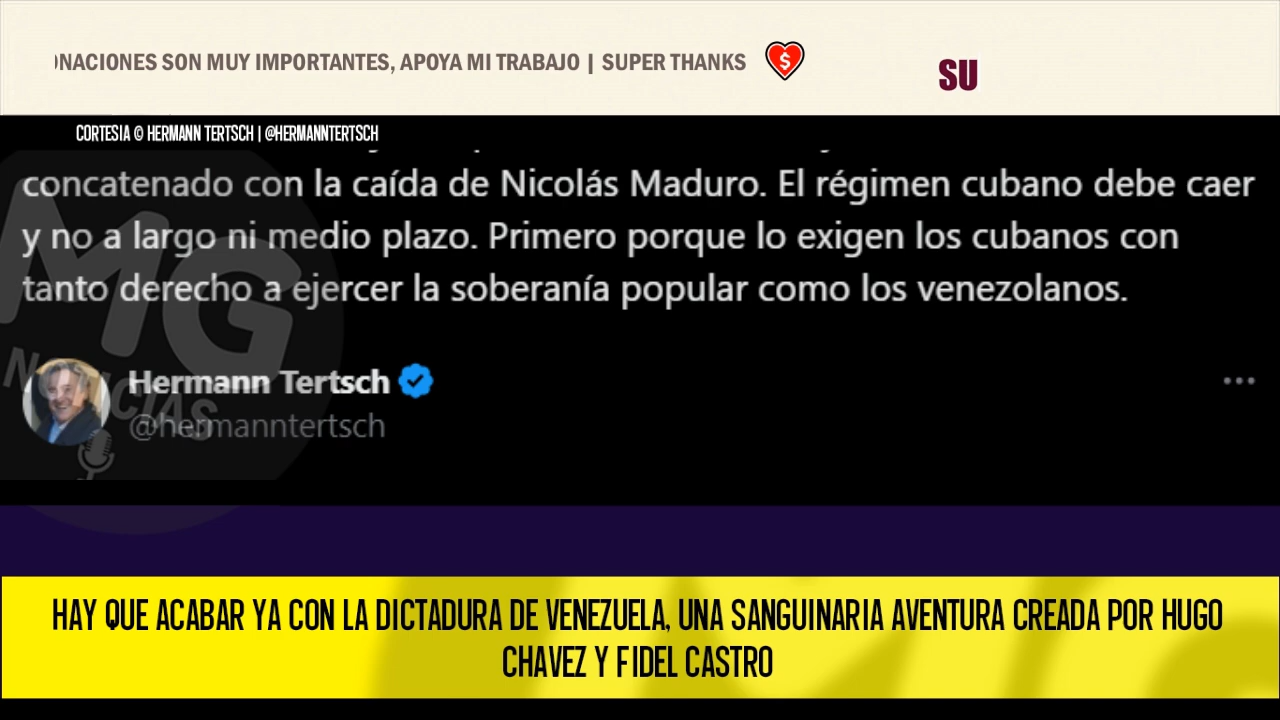 ONACIONES SON MUY IMPORTANTES, APOYA MI TRABAJO | SUPER THANKS $ SU
CORTESIA © HERMANN TERTSCH | @HERMANNTERTSCH
concatenado con la caída de Nicolás Maduro. El régimen cubano debe caer
y no a largo ni medio plazo. Primero porque lo exigen los cubanos con
tanto derecho a ejercer la soberanía popular como los venezolanos.
MG
NOTICIAS
Hermann Tertsch
@hermanntertsch
HAY QUE ACABAR YA CON LA DICTADURA DE VENEZUELA, UNA SANGUINARIA AVENTURA CREADA POR HUGO
CHAVEZ Y FIDEL CASTRO